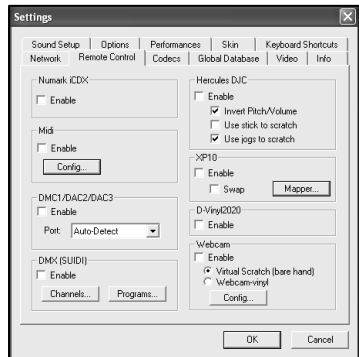 Settings
Sound Setup Options Performances Skin Keyboard Shortcuts
Network Remote Control Codecs Global Database Video Info
Numark iCDX
Enable
Midi
Enable
Config...
DMC1/DAC2/DAC3
Enable
Port: Auto-Detect
DMX (SUIDI)
Enable
Channels... Programs...
Hercules DJC
Enable
Invert Pitch/Volume
Use stick to scratch
Use jogs to scratch
XP10
Enable
Swap Mapper...
D-Vinyl2020
Enable
Webcam
Enable
Virtual Scratch (bare hand)
Webcam-vinyl
Config...
OK Cancel